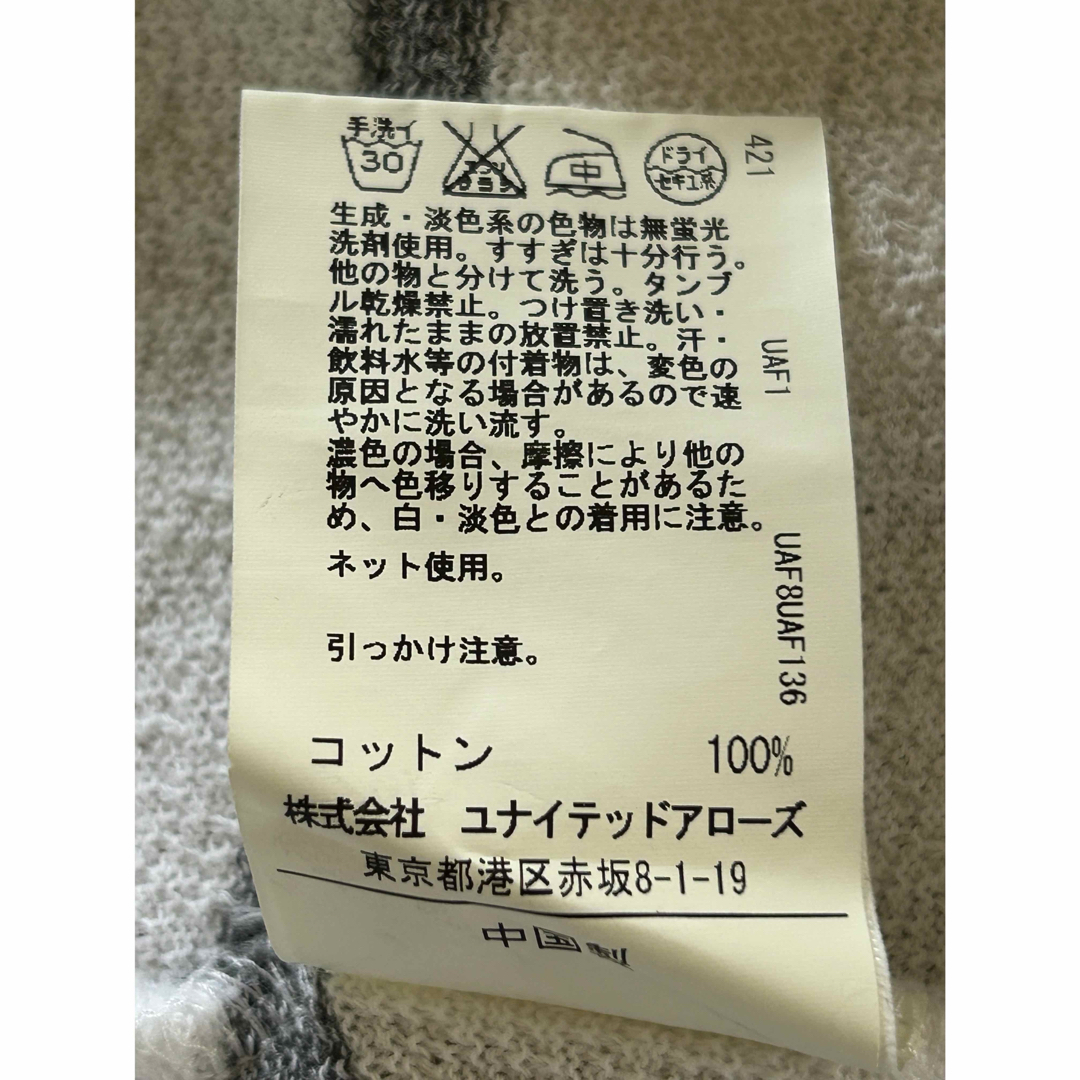 手洗イ
30
エンソ
サラシ
中
ドライ
セキユ系
421
生成・淡色系の色物は無蛍光
洗剤使用。すすぎは十分行う。
他の物と分けて洗う。タンブ
ル乾燥禁止。つけ置き洗い・
濡れたままの放置禁止。汗・
飲料水等の付着物は、変色の
原因となる場合があるので速
やかに洗い流す。
濃色の場合、摩擦により他の
物へ色移りすることがあるた
め、白・淡色との着用に注意。
ネット使用。
引っかけ注意。
UAF1
UAF8UAF136
コットン 100%
株式会社 ユナイテッドアローズ
東京都港区赤坂8-1-19
中国製